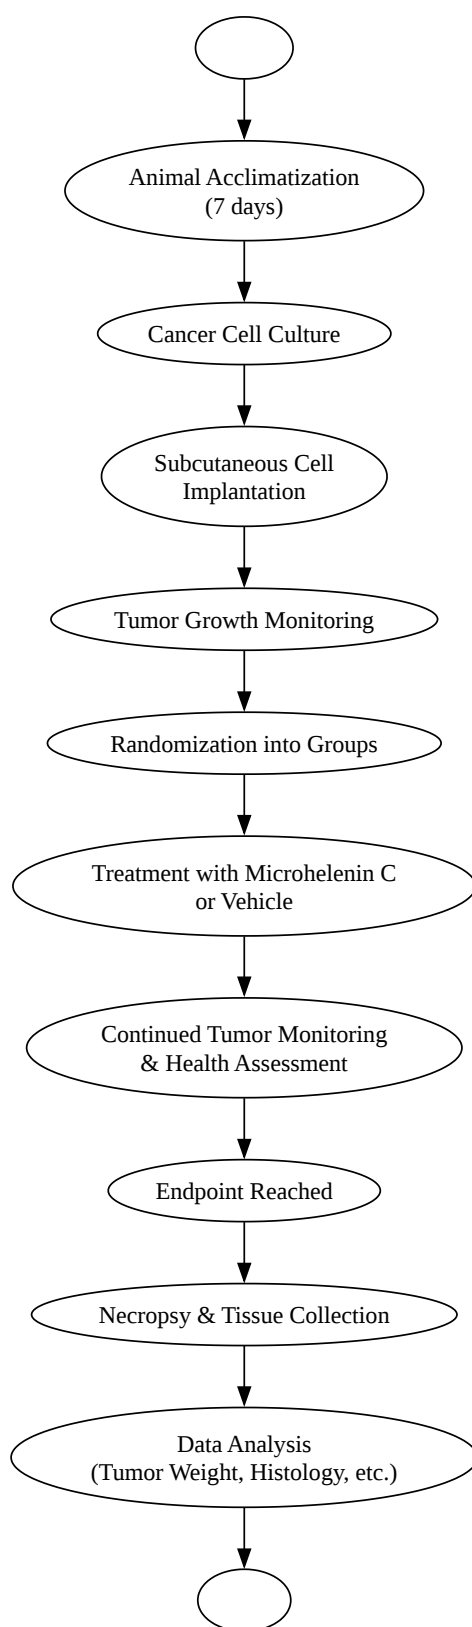 Animal Acclimatization
(7 days)
Cancer Cell Culture
Subcutaneous Cell
Implantation
Tumor Growth Monitoring
Randomization into Groups
Treatment with Microhelenin C
or Vehicle
Continued Tumor Monitoring
& Health Assessment
Endpoint Reached
Necropsy & Tissue Collection
Data Analysis
(Tumor Weight, Histology, etc.)